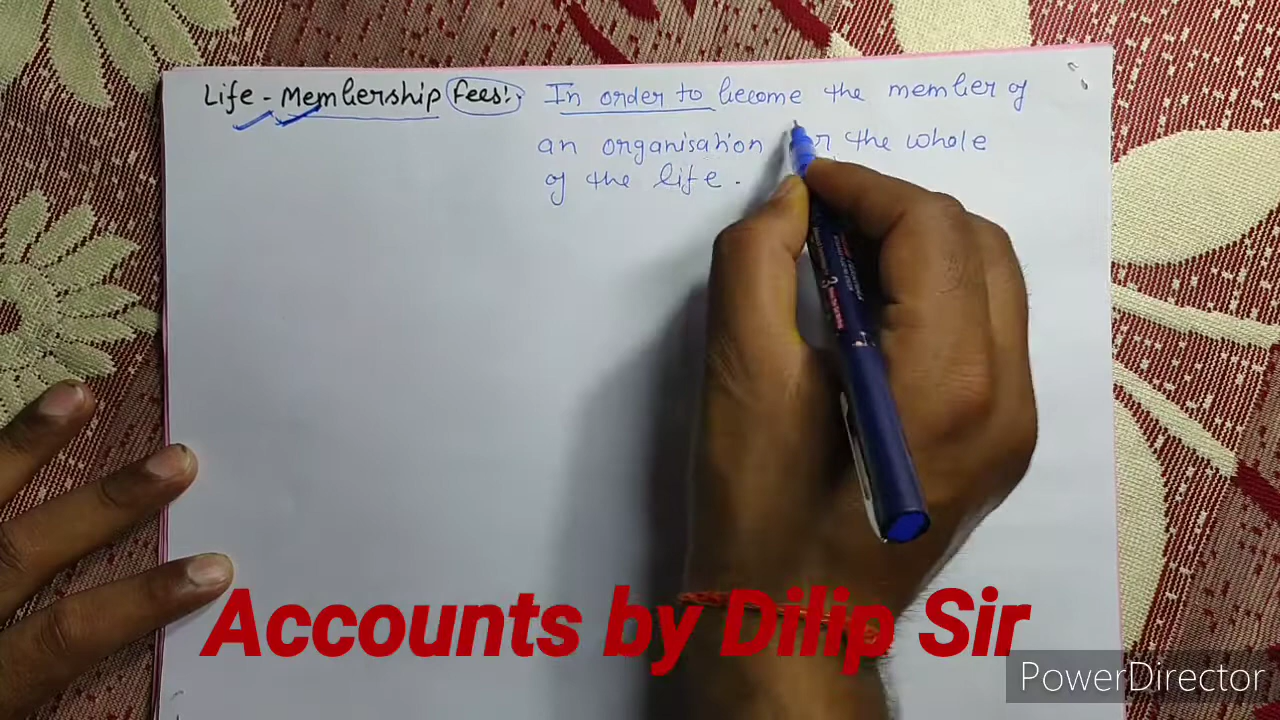 Life - Membership Fees:- In order to become the member of
an organisation for the whole
of the life.
Accounts by Dilip Sir
PowerDirector